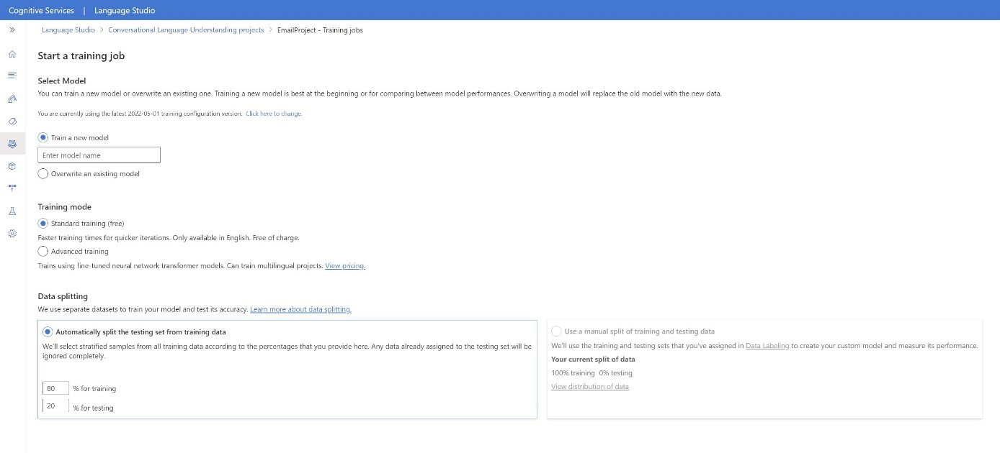 Cognitive Services | Language Studio
Language Studio > Conversational Language Understanding projects > EmailProject - Training jobs
Start a training job
Select Model
You can train a new model or overwrite an existing one. Training a new model is best at the beginning or for comparing between model performances. Overwriting a model will replace the old model with the new data.
You are currently using the latest 2022-05-01 training configuration version. Click here to change.
Train a new model
Enter model name
Overwrite an existing model
Training mode
Standard training (free)
Faster training times for quicker iterations. Only available in English. Free of charge.
Advanced training
Trains using fine-tuned neural network transformer models. Can train multilingual projects. View pricing.
Data splitting
We use separate datasets to train your model and test its accuracy. Learn more about data splitting.
Automatically split the testing set from training data
We'll select stratified samples from all training data according to the percentages that you provide here. Any data already assigned to the testing set will be
ignored completely.
80 % for training
20 % for testing
Use a manual split of training and testing data
We'll use the training and testing sets that you've assigned in Data Labeling to create your custom model and measure its performance.
Your current split of data
100% training 0% testing
View distribution of data